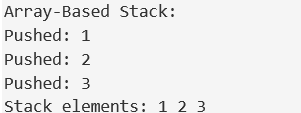 Array-Based Stack:
Pushed: 1
Pushed: 2
Pushed: 3
Stack elements: 1 2 3